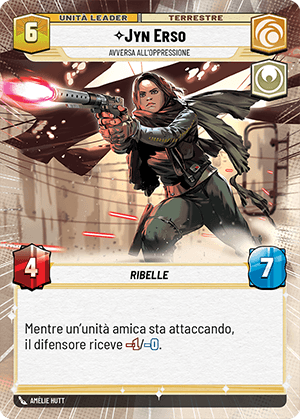 UNITÀ LEADER
TERRESTRE
6
JYN ERSO
AVVERSA ALL'OPPRESSIONE
4
RIBELLE
7
Mentre un'unità amica sta attaccando,
il difensore riceve -1/-0.
AMÉLIE HUTT